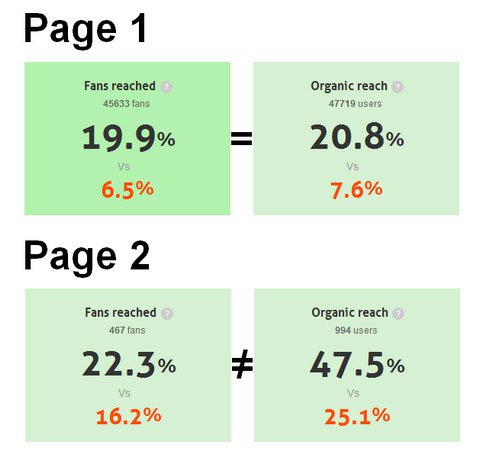 Page 1
Fans reached ?
45633 fans
19.9%
Vs
6.5%
=
Organic reach ?
47719 users
20.8%
Vs
7.6%
Page 2
Fans reached ?
467 fans
22.3%
Vs
16.2%
≠
Organic reach ?
994 users
47.5%
Vs
25.1%